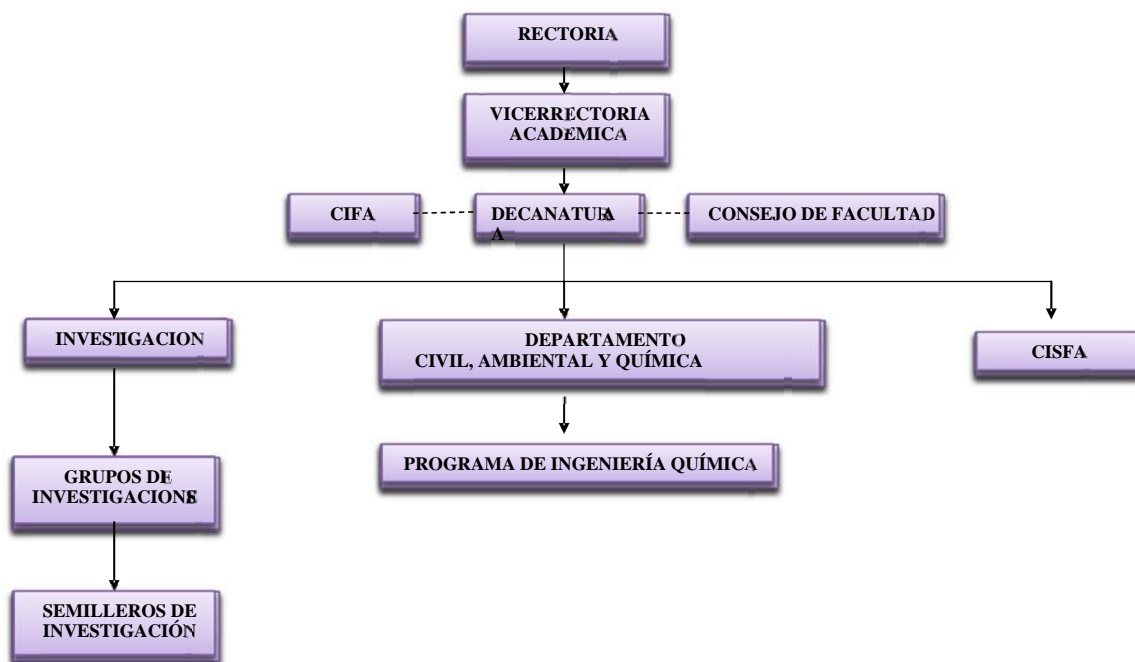 RECTORIA
VICERRECTORIA
ACADEMICA
CIFA
DECANATURA
A
CONSEJO DE FACULTAD
INVESTIGACION
DEPARTAMENTO
CIVIL, AMBIENTAL Y QUÍMICA
CISFA
GRUPOS DE
INVESTIGACIONE
PROGRAMA DE INGENIERÍA QUÍMICA
SEMILLEROS DE
INVESTIGACIÓN